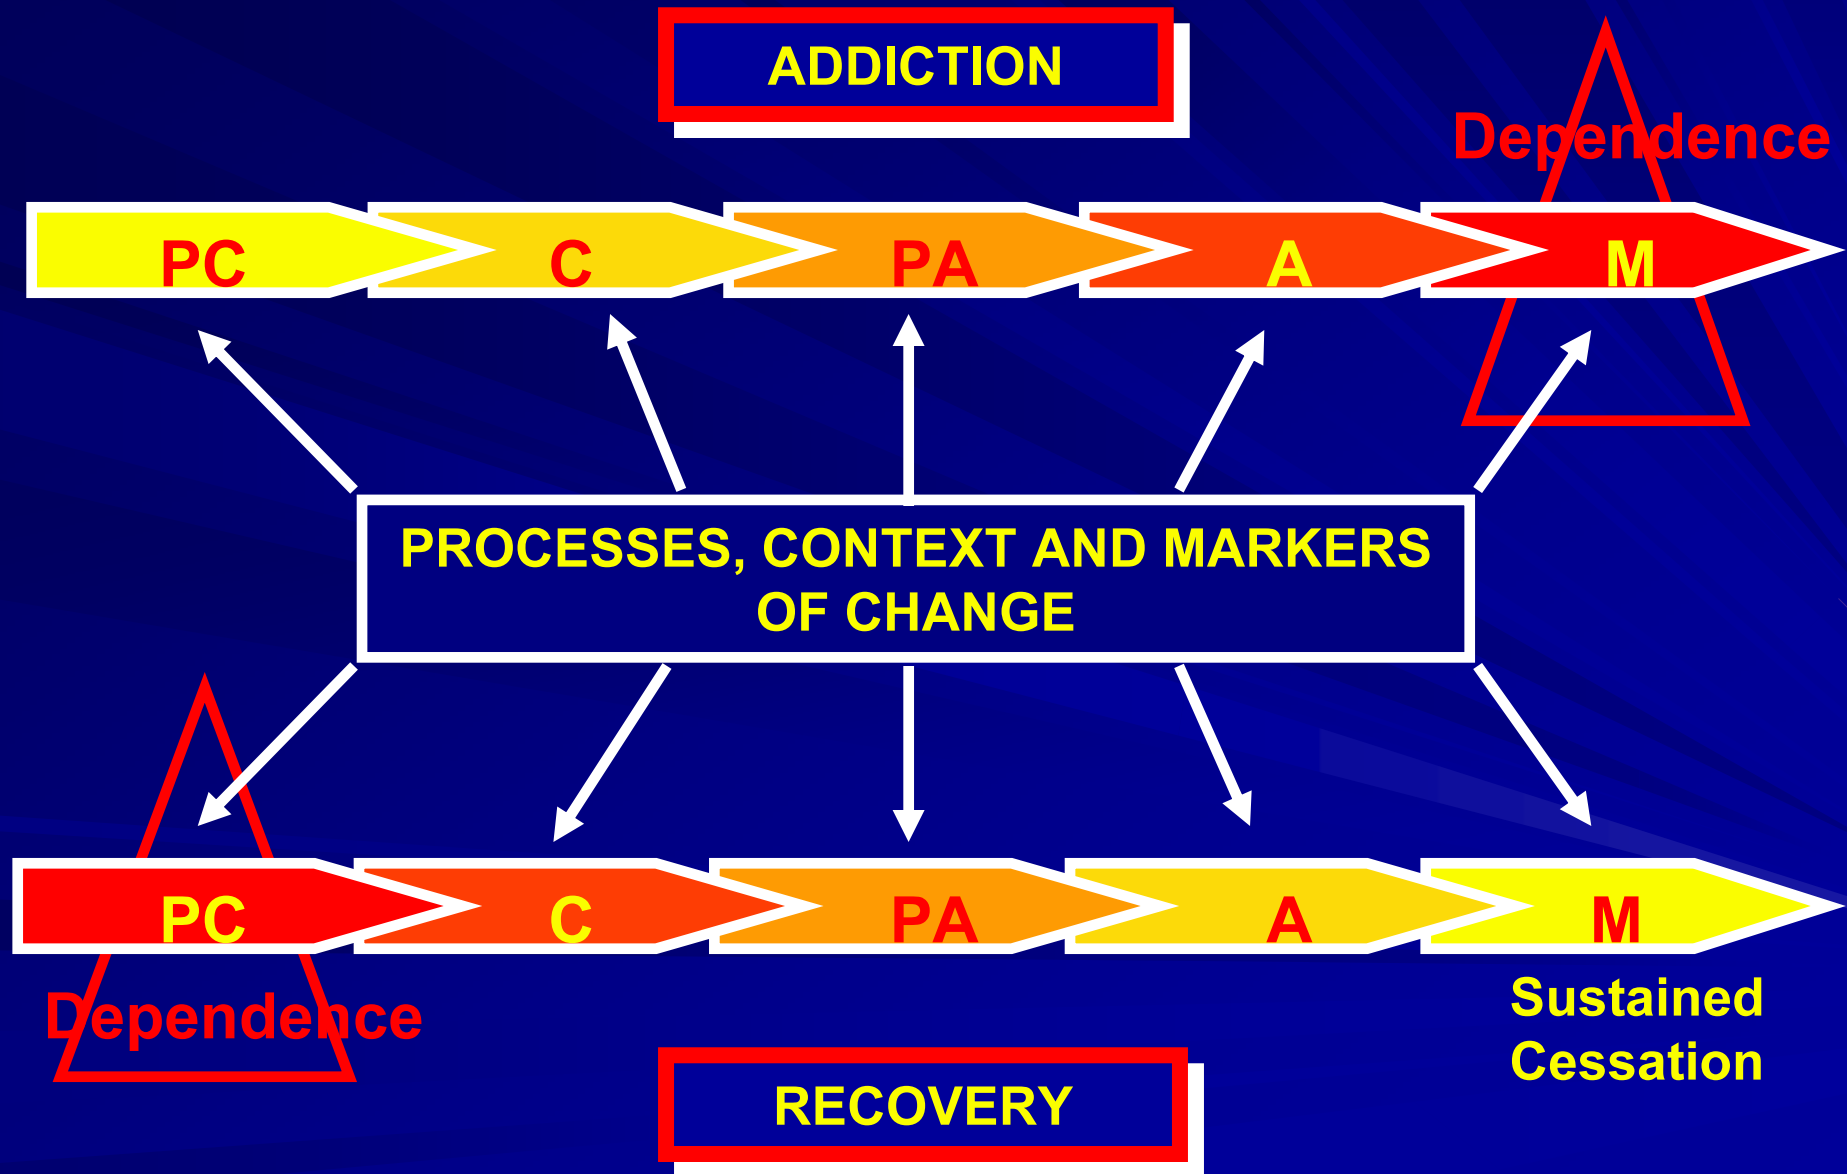 ADDICTION
Dependence
PC C PA A M
PROCESSES, CONTEXT AND MARKERS
OF CHANGE
PC C PA A M
Dependence
Sustained
Cessation
RECOVERY